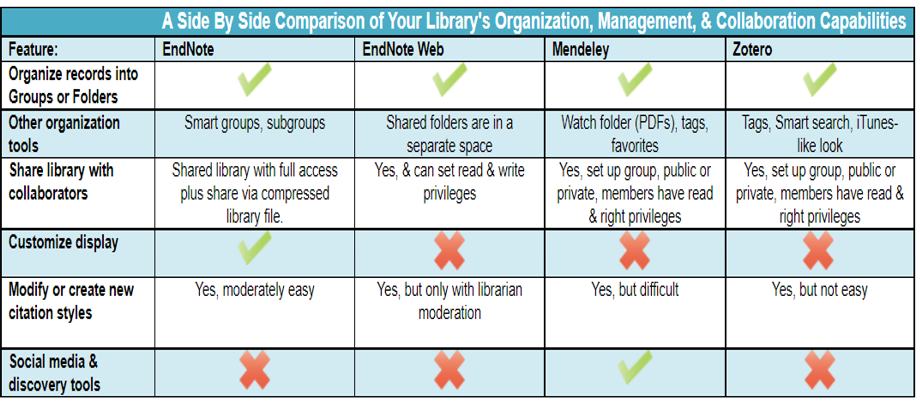 A Side By Side Comparison of Your Library's Organization, Management, & Collaboration Capabilities
Feature: EndNote EndNote Web Mendeley Zotero
Organize records into
Groups or Folders
Other organization
tools
Smart groups, subgroups
Shared folders are in a
separate space
Watch folder (PDFs), tags,
favorites
Tags, Smart search, iTunes-
like look
Share library with
collaborators
Shared library with full access
plus share via compressed
library file.
Yes, & can set read & write
privileges
Yes, set up group, public or
private, members have read
& right privileges
Yes, set up group, public or
private, members have read &
right privileges
Customize display
Modify or create new
citation styles
Yes, moderately easy
Yes, but only with librarian
moderation
Yes, but difficult
Yes, but not easy
Social media &
discovery tools